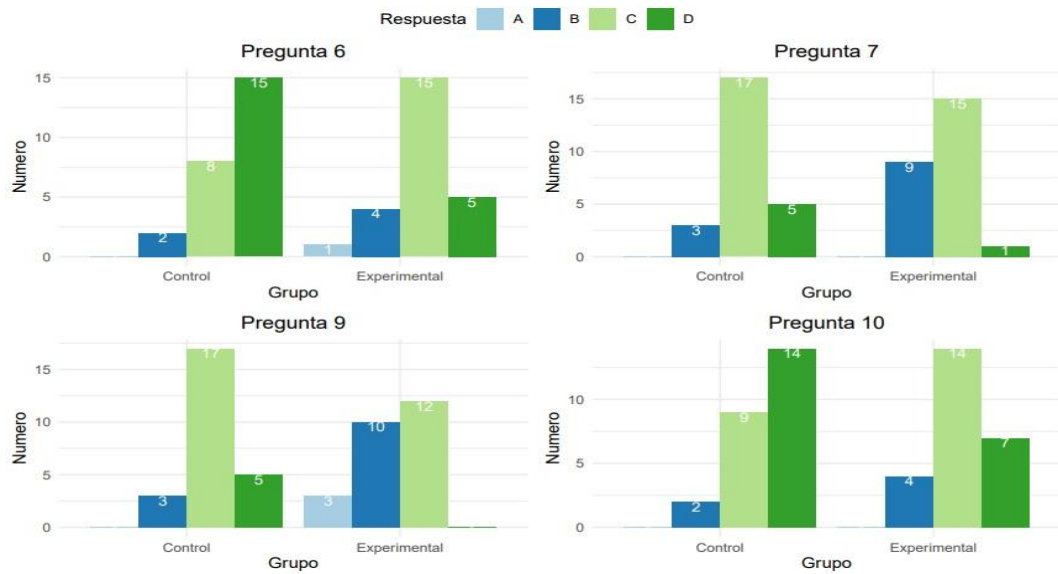 Respuesta A B C D
Pregunta 6
Numero
15
10
5
0
2
8
15
1
4
15
5
Control Experimental
Grupo
Pregunta 7
Numero
15
10
5
0
3
17
5
9
15
1
Control Experimental
Grupo
Pregunta 9
Numero
15
10
5
0
3
17
5
3
10
12
Control Experimental
Grupo
Pregunta 10
Numero
10
5
0
2
9
14
4
14
7
Control Experimental
Grupo